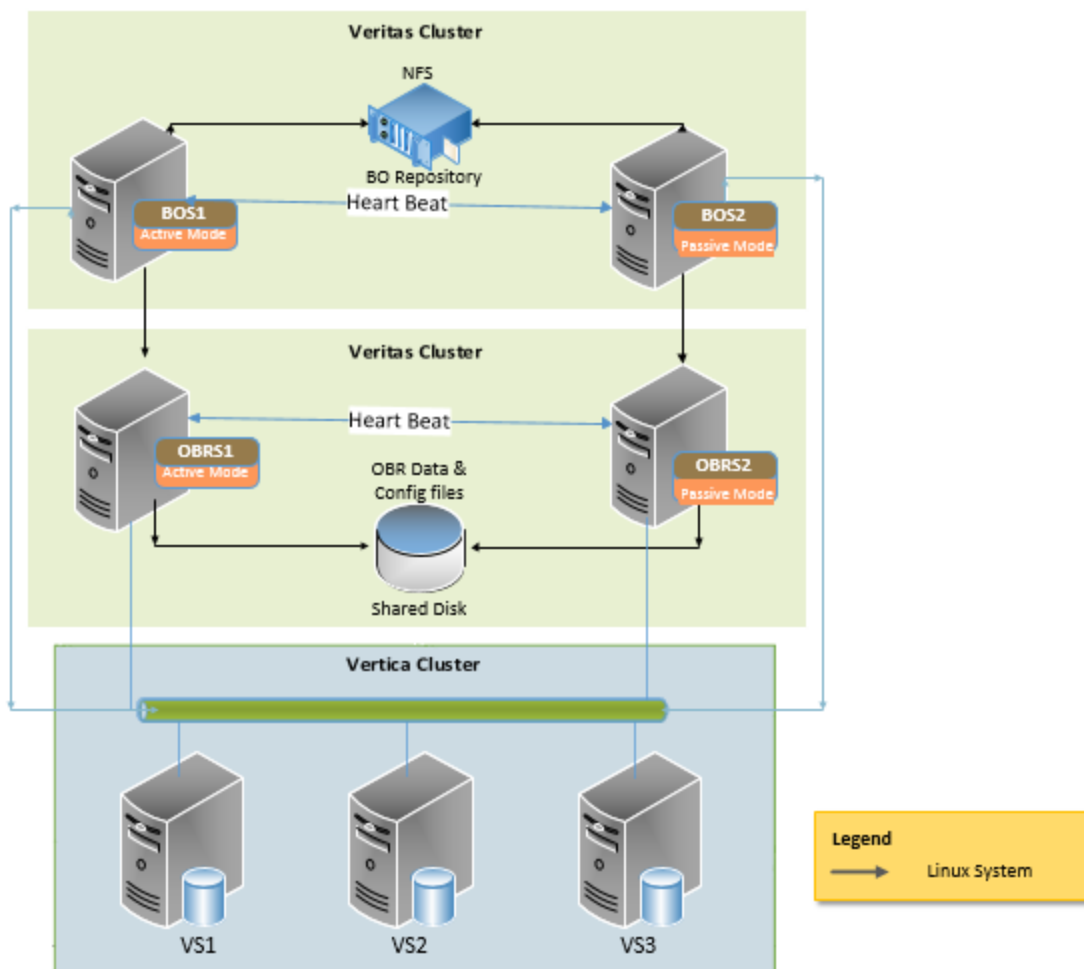 Veritas Cluster
NFS
BO Repository
Heart Beat
BOS1
Active Mode
BOS2
Passive Mode
Veritas Cluster
Heart Beat
OBRS1
Active Mode
OBRS2
Passive Mode
OBR Data &
Config files
Shared Disk
Vertica Cluster
VS1
VS2
VS3
Legend
Linux System